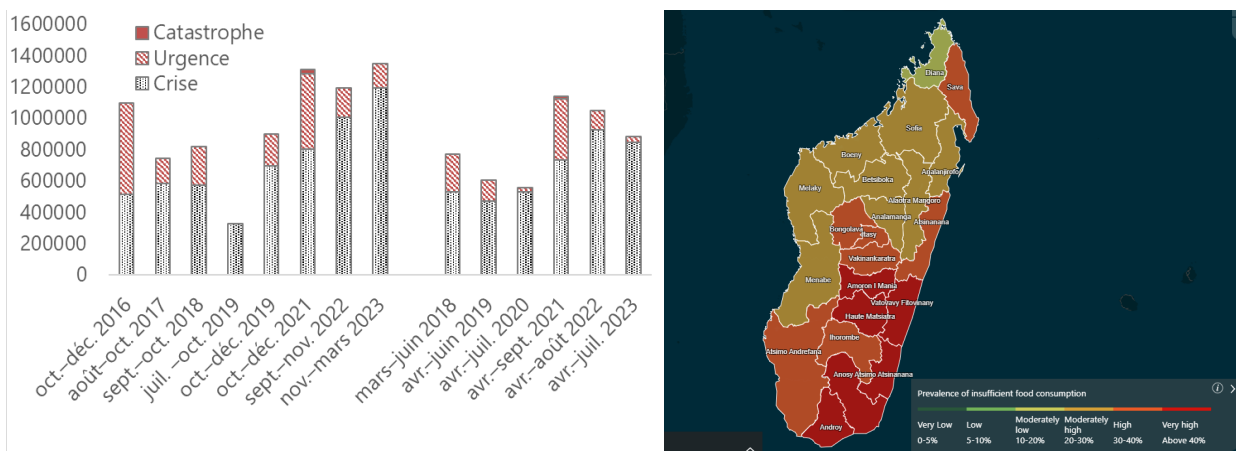 1600000
1400000
1200000
1000000
800000
600000
400000
200000
0
Catastrophe
Urgence
Crise
oct.–déc. 2016
août–oct. 2017
sept–oct. 2018
juil. –oct. 2019
oct.–déc. 2019
oct.–déc. 2021
sept–nov. 2022
nov.–mars 2023
mars–juin 2018
avr.–juin 2019
avr.–juil. 2020
avr.–sept. 2021
avr.–août 2022
avr–juil. 2023
Diana
Sava
Sofia
Boeny
Analanjirofo
Betsiboka
Melaky
Alaotra Mangoro
Analamanga
Atsinanana
Bongolava
Itasy
Vakinankaratra
Menabe
Amoron I Mania
Vatovavy Fitovinany
Haute Matsiatra
Ihorombe
Atsimo Andrefana
Anosy Atsimo Atsinanana
Androy
Prevalence of insufficient food consumption
Very Low
0-5%
Low
5-10%
Moderately
low
10-20%
Moderately
high
20-30%
High
30-40%
Very high
Above 40%